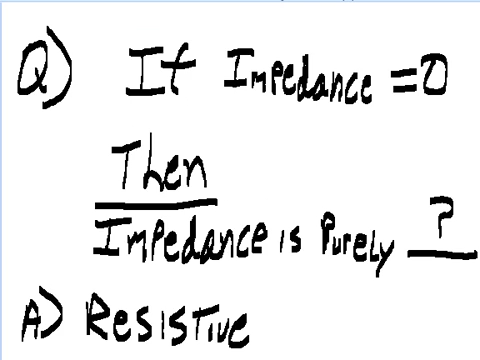 Q) If Impedance = 0
Then
Impedance is Purely ?
A) Resistive